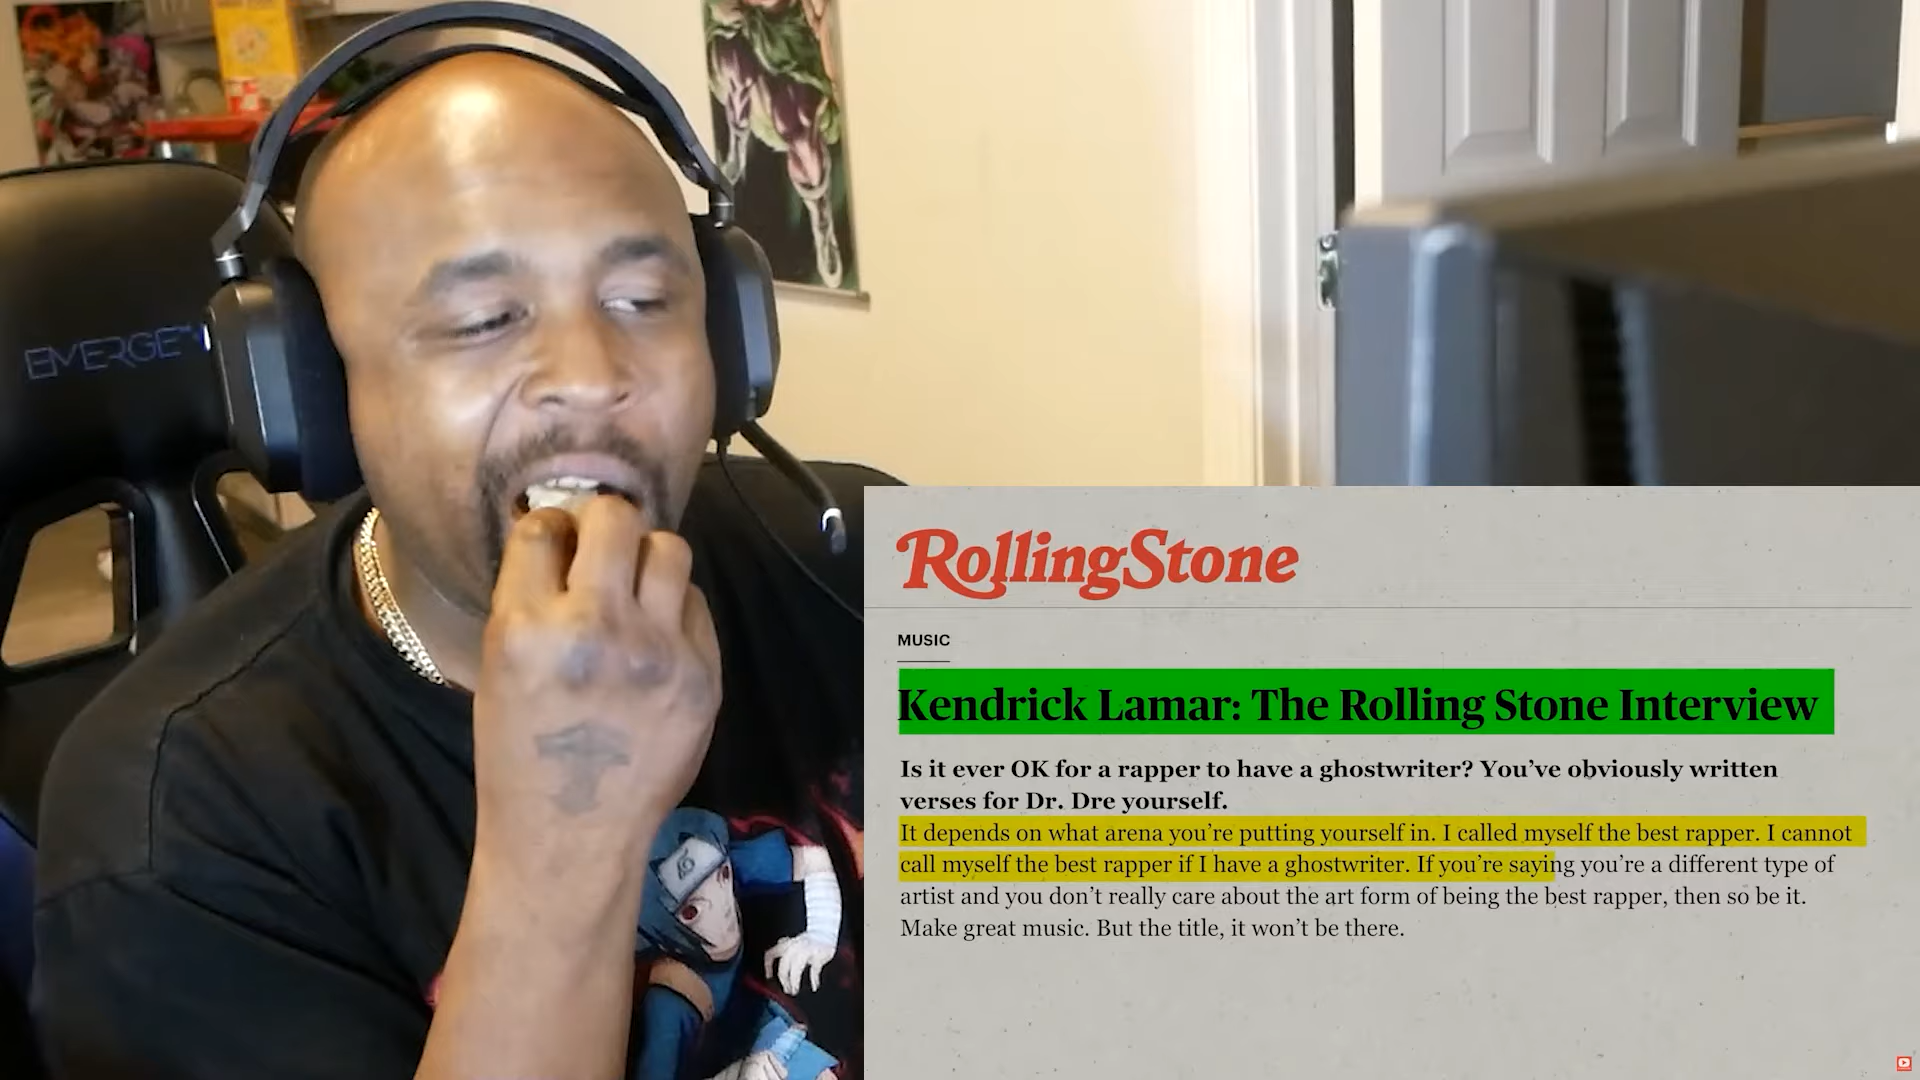 EMERGE
RollingStone
MUSIC
Kendrick Lamar: The Rolling Stone Interview
Is it ever OK for a rapper to have a ghostwriter? You’ve obviously written
verses for Dr. Dre yourself.
It depends on what arena you’re putting yourself in. I called myself the best rapper. I cannot
call myself the best rapper if I have a ghostwriter. If you’re saying you’re a different type of
artist and you don’t really care about the art form of being the best rapper, then so be it.
Make great music. But the title, it won’t be there.